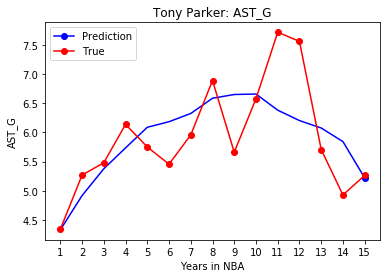 Tony Parker: AST_G
Prediction
True
AST_G
7.5
7.0
6.5
6.0
5.5
5.0
4.5
1 2 3 4 5 6 7 8 9 10 11 12 13 14 15
Years in NBA